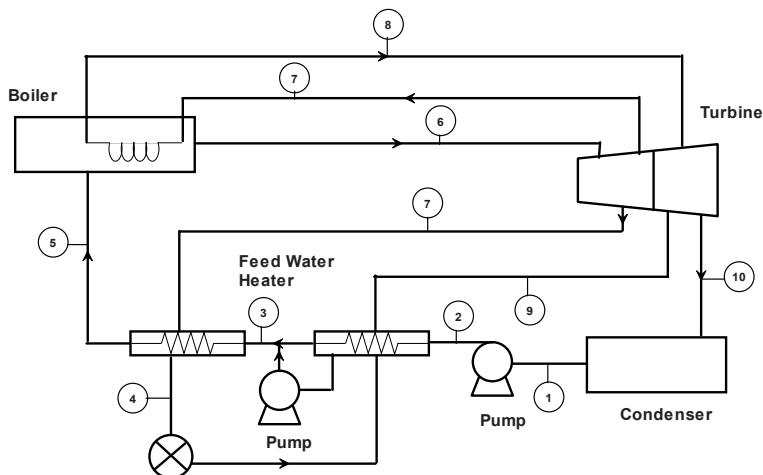 8
7
Boiler
Turbine
6
7
5
Feed Water
Heater
10
3
9
2
4
1
Pump
Pump
Condenser